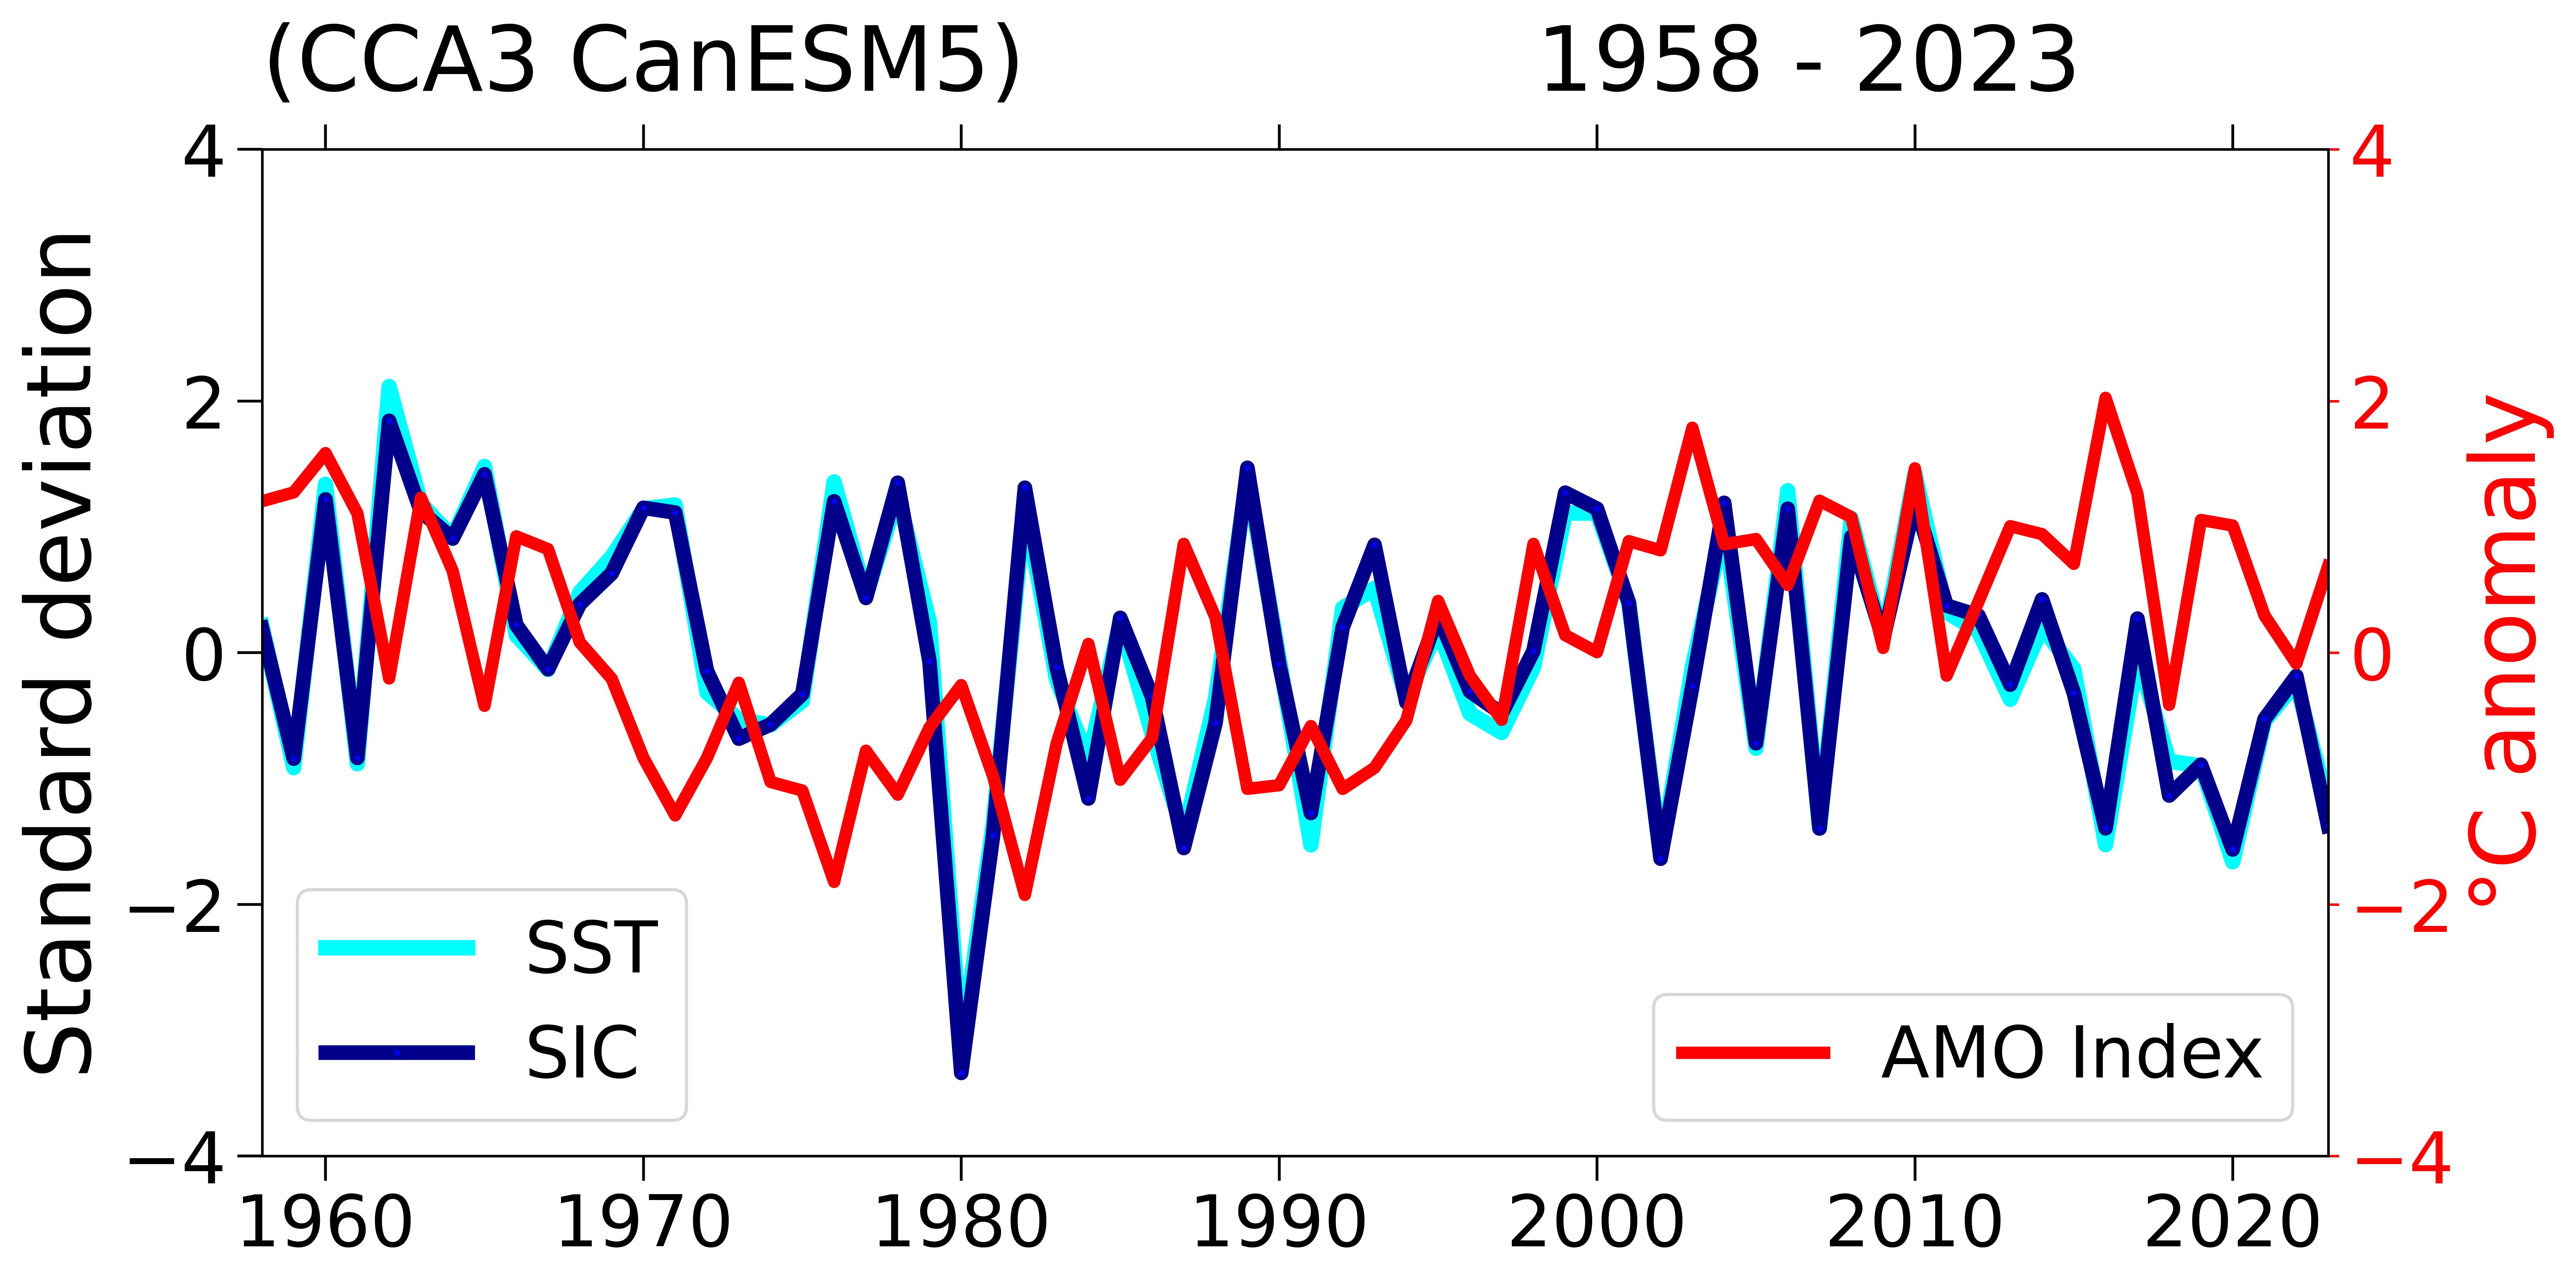 (CCA3 CanESM5) 1958 - 2023
Standard deviation
4
2
0
−2
−4
4
2
0
−2
−4
°C anomaly
SST
SIC
AMO Index
1960 1970 1980 1990 2000 2010 2020